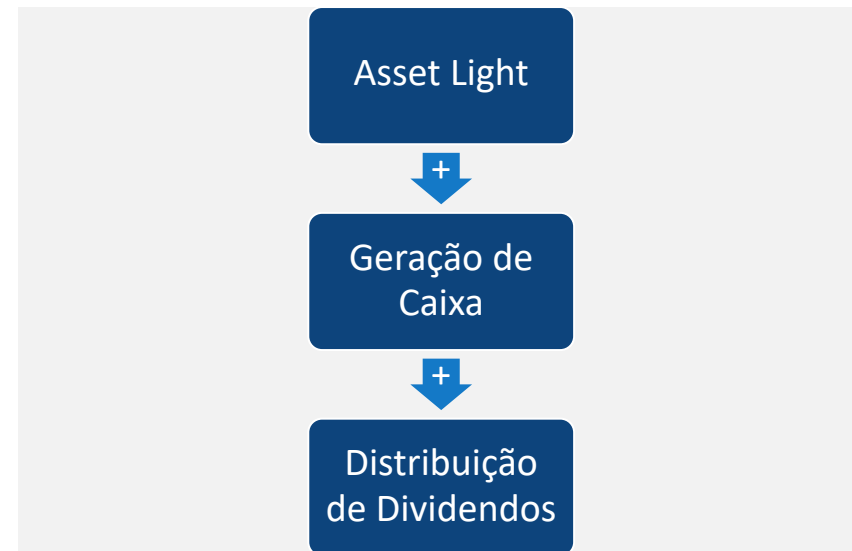 Asset Light
+
Geração de
Caixa
+
Distribuição
de Dividendos